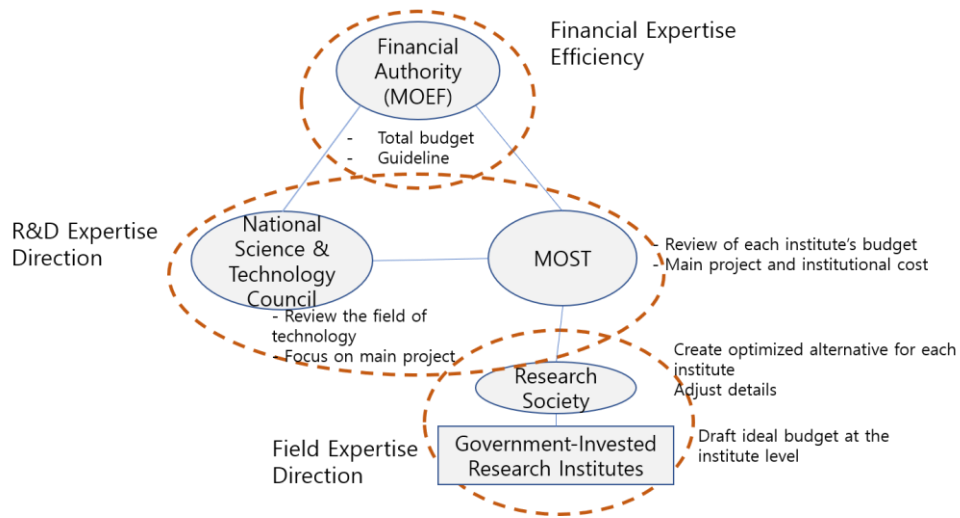 Financial Expertise
Efficiency
Financial
Authority
(MOEF)
- Total budget
- Guideline
R&D Expertise
Direction
National
Science &
Technology
Council
MOST
- Review of each institute's budget
- Main project and institutional cost
- Review the field of
technology
- Focus on main project
Create optimized alternative for each
institute
Adjust details
Research
Society
Field Expertise
Direction
Government-Invested
Research Institutes
Draft ideal budget at the
institute level